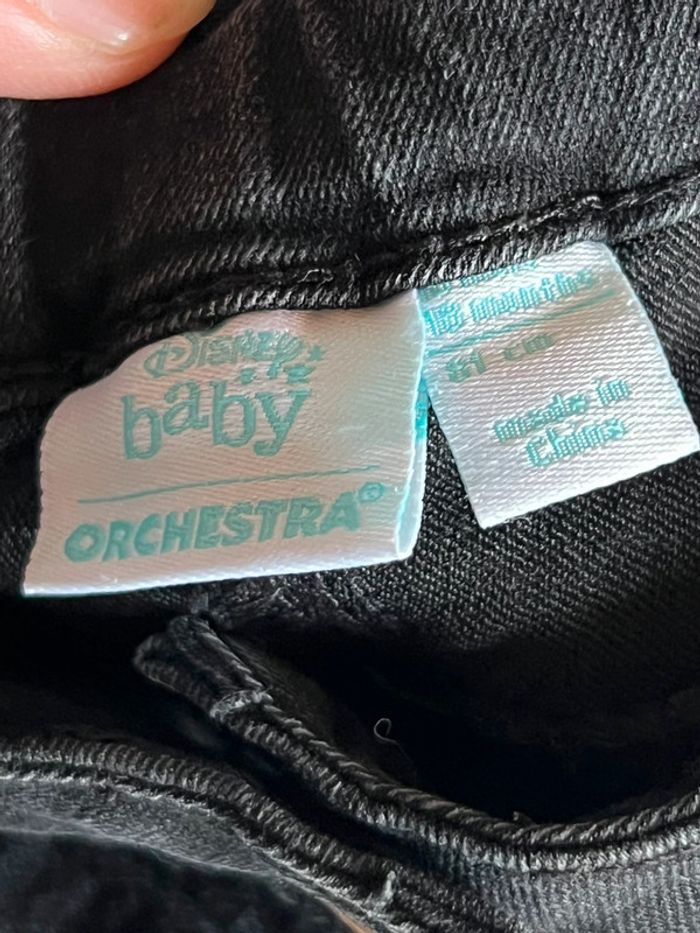 Disney
baby
ORCHESTRA®
18 Months
81 cm
made in
China